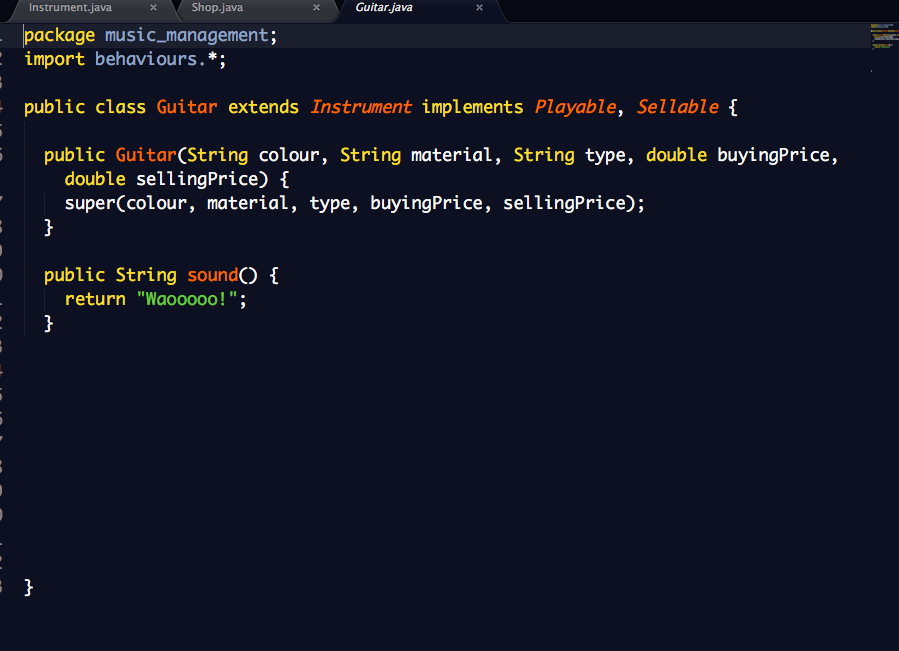 Instrument.java × Shop.java × Guitar.java ×
package music_management;
import behaviours.*;
public class Guitar extends Instrument implements Playable, Sellable {
public Guitar(String colour, String material, String type, double buyingPrice,
double sellingPrice) {
super(colour, material, type, buyingPrice, sellingPrice);
}
public String sound() {
return "Waooooo!";
}
}